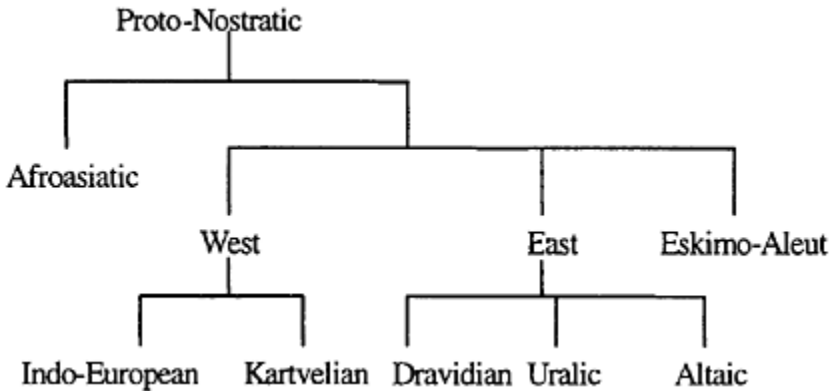 Proto-Nostratic
Afroasiatic
West East Eskimo-Aleut
Indo-European Kartvelian Dravidian Uralic Altaic